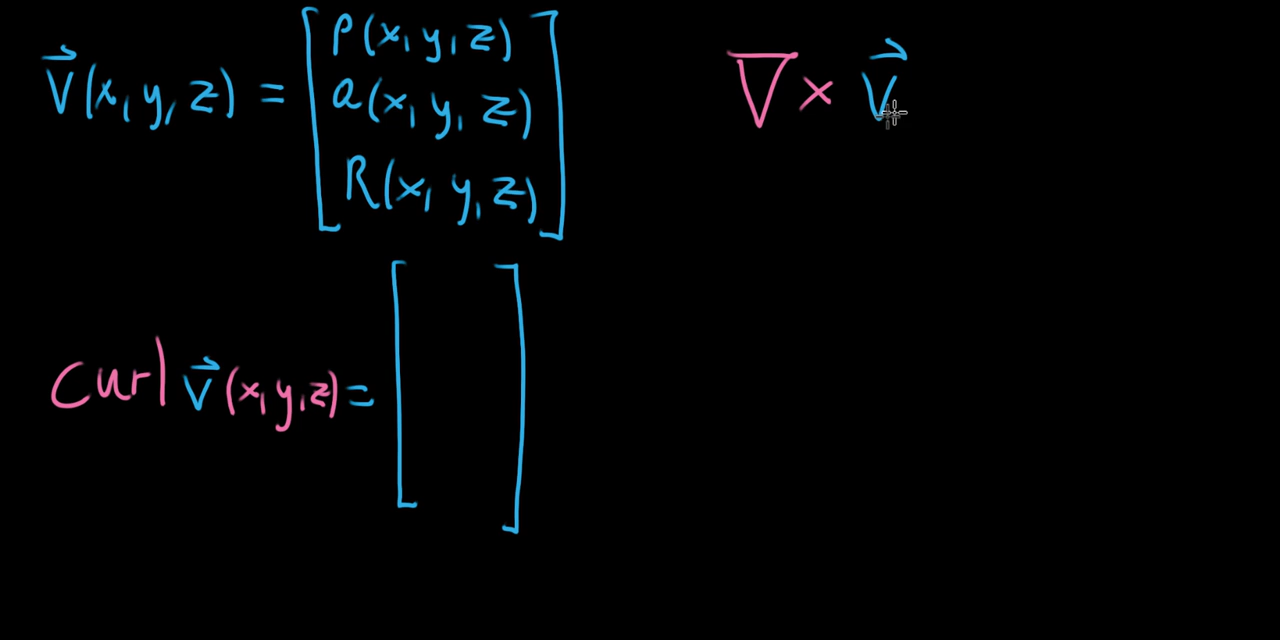 V⃗(x, y, z) = [P(x, y, z)
Q(x, y, z)
R(x, y, z)]
∇ × V⃗
Curl V⃗(x, y, z) = [ ]